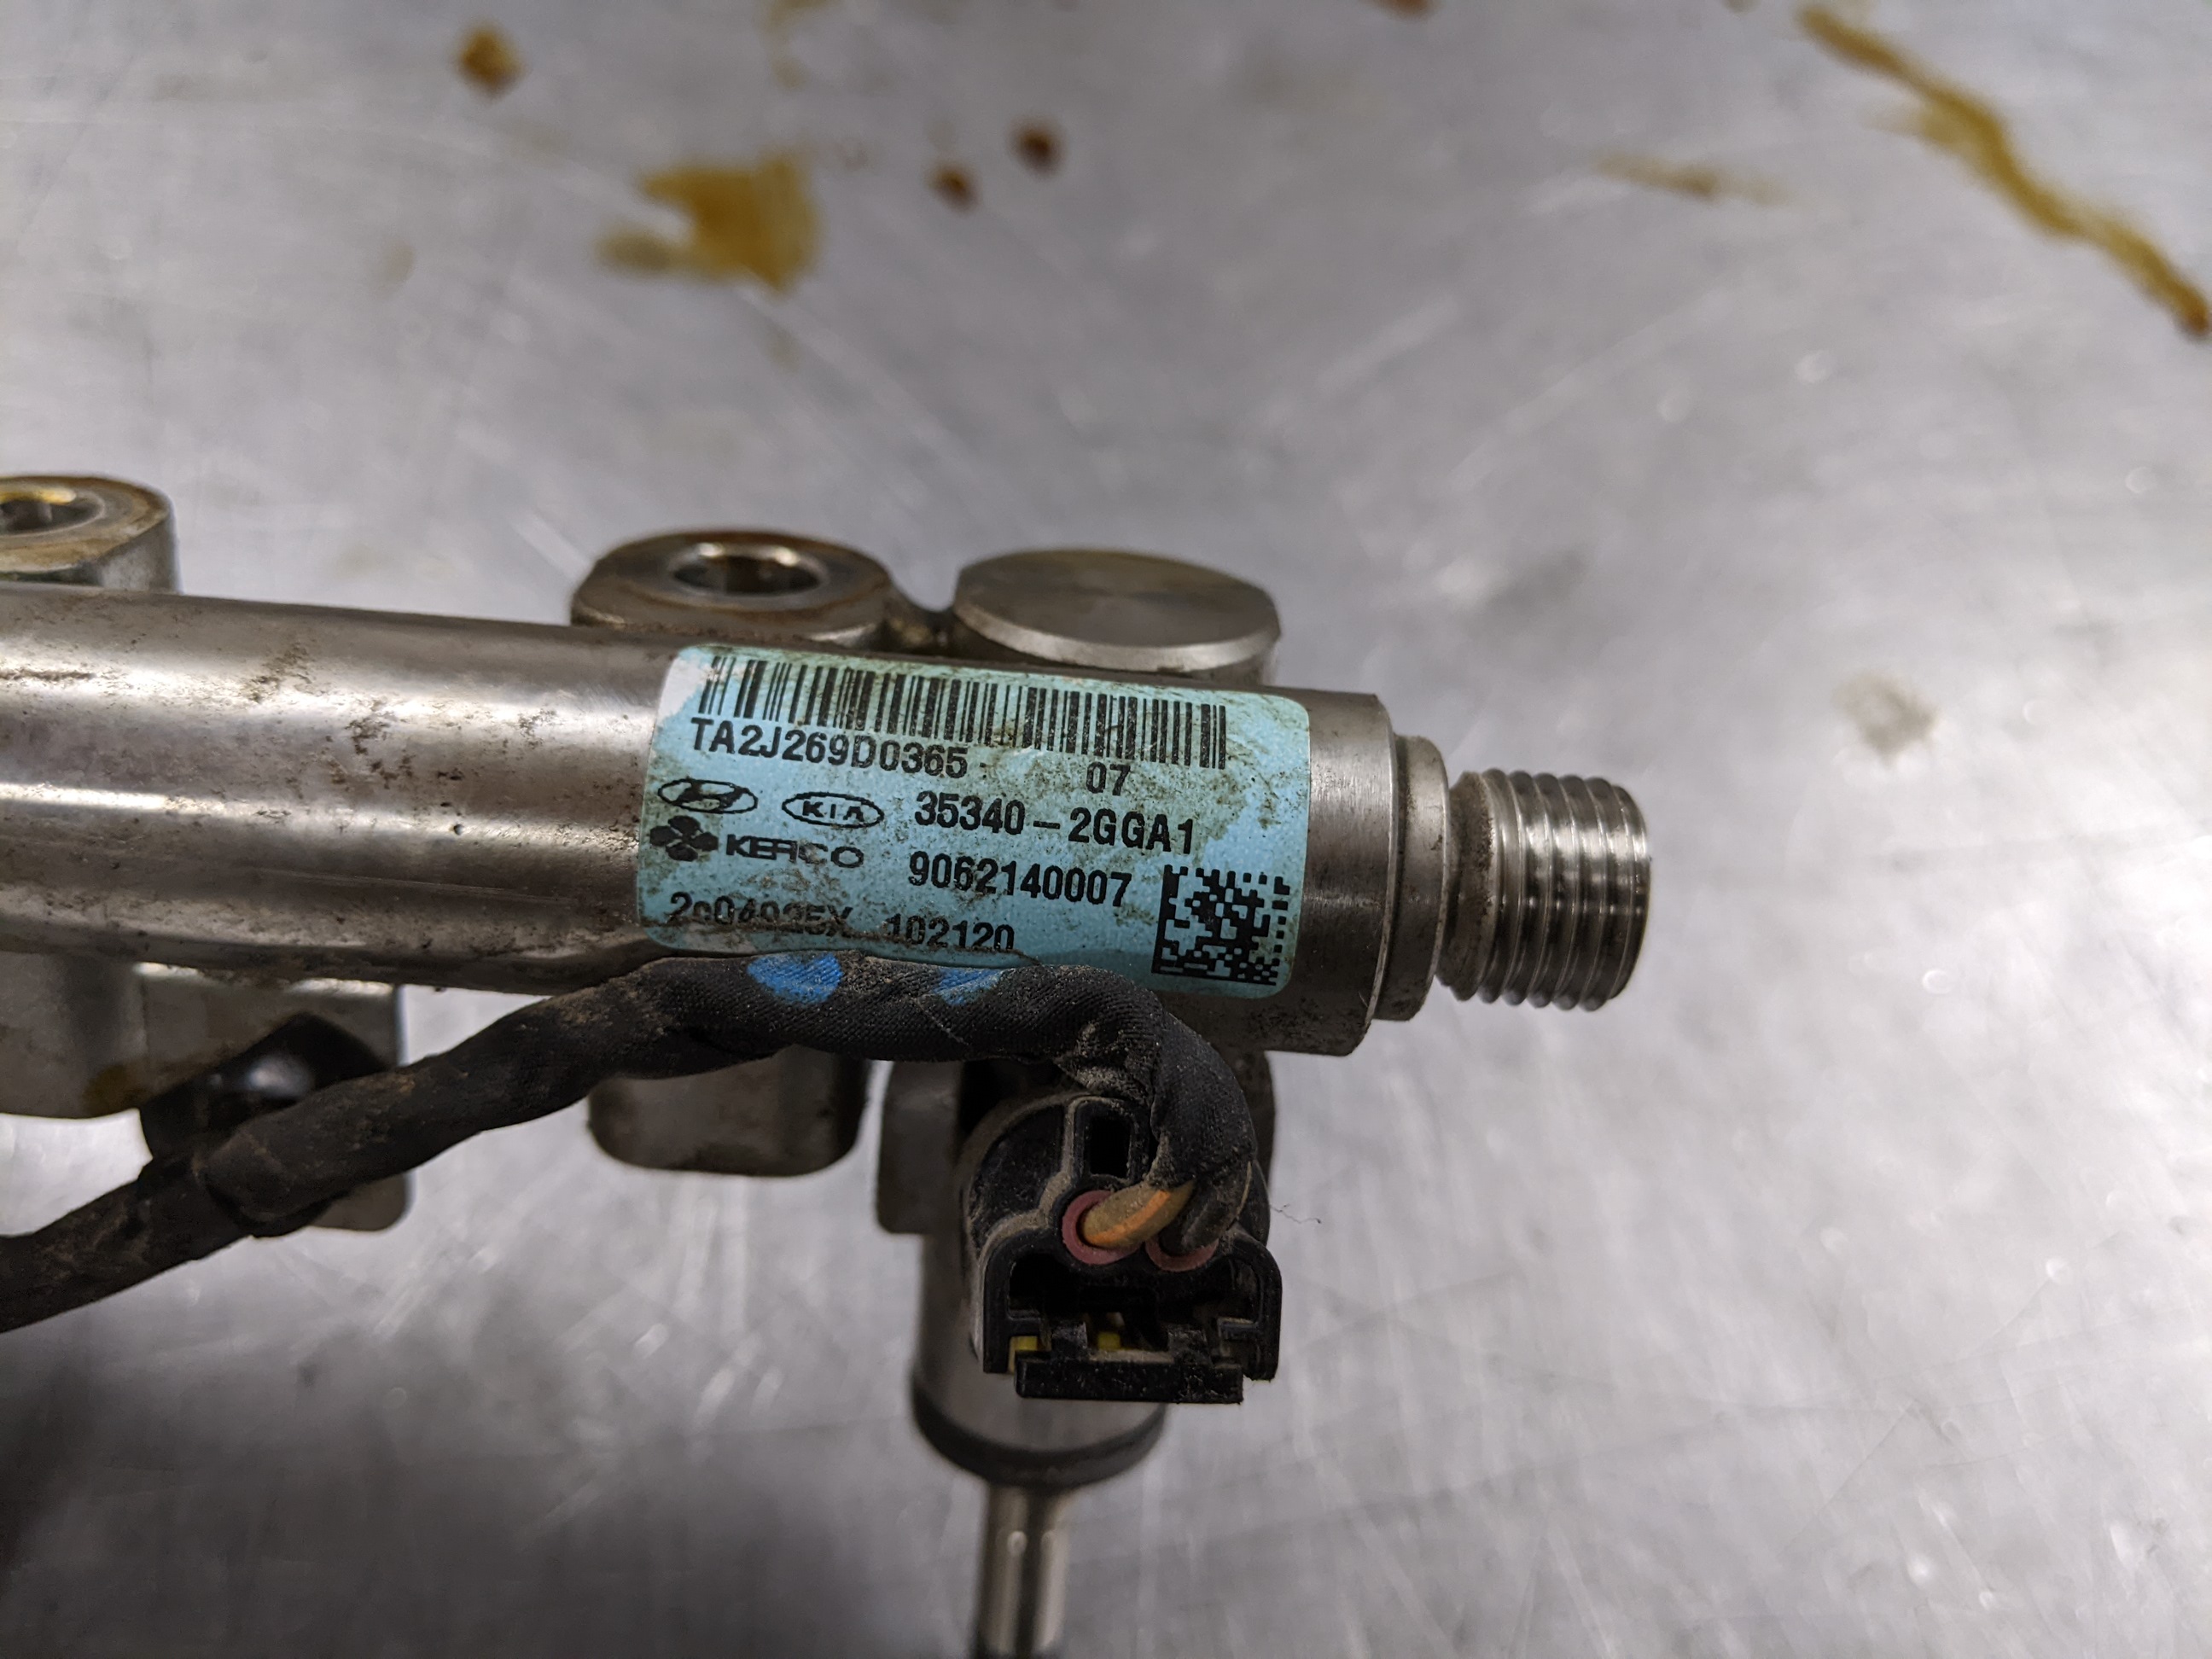 TA2J269D0365 07
KIA 35340-2GGA1
KEFICO 9062140007
102120